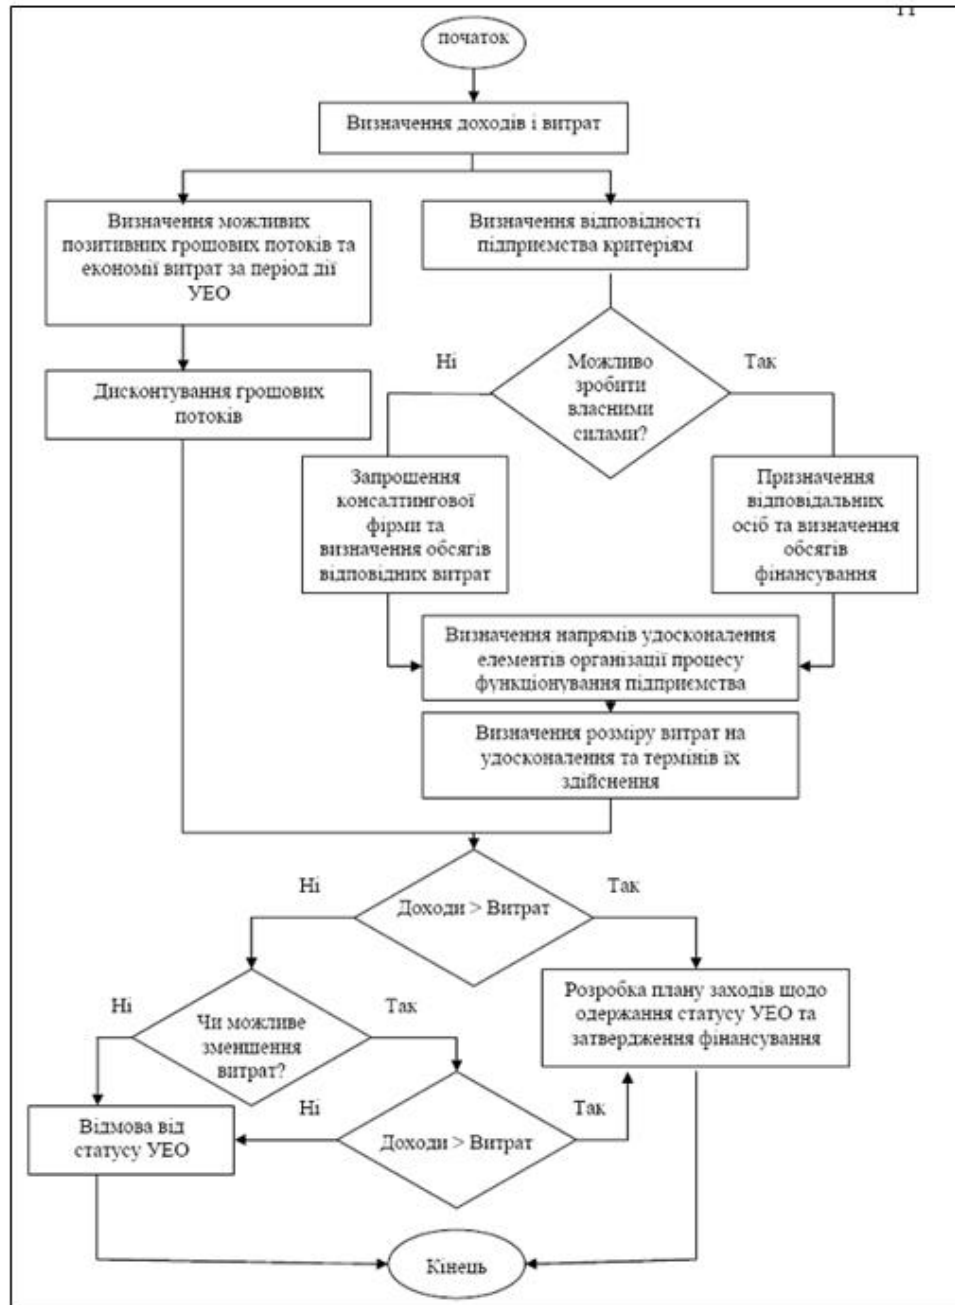 початок
Визначення доходів і витрат
Визначення можливих
позитивних грошових потоків та
економії витрат за період дії
УЕО
Визначення відповідності
підприємства критеріям
Дисконтування грошових
потоків
Ні
Можливо
зробити
власними
силами?
Так
Запрошення
консалтингової
фірми та
визначення обсягів
відповідних витрат
Призначення
відповідальних
осіб та визначення
обсягів
фінансування
Визначення напрямів удосконалення
елементів організації процесу
функціонування підприємства
Визначення розміру витрат на
удосконалення та термінів їх
здійснення
Ні
Доходи > Витрат
Так
Ні
Чи можливе
зменшення
витрат?
Так
Розробка плану заходів щодо
одержання статусу УЕО та
затвердження фінансування
Відмова від
статусу УЕО
Ні
Доходи > Витрат
Так
Кінець